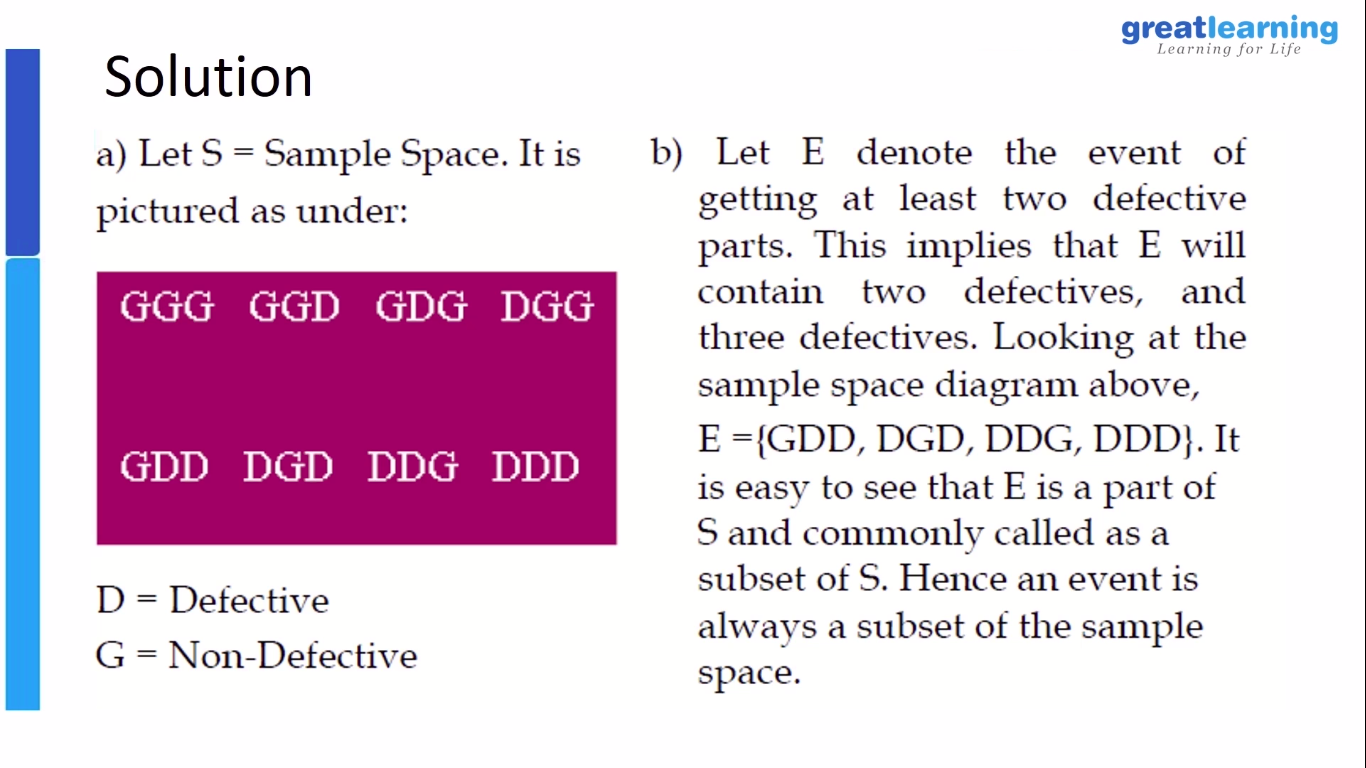 greatlearning
Learning for Life
Solution
a) Let S = Sample Space. It is
pictured as under:
GGG GGD GDG DGG
GDD DGD DDG DDD
D = Defective
G = Non-Defective
b) Let E denote the event of
getting at least two defective
parts. This implies that E will
contain two defectives, and
three defectives. Looking at the
sample space diagram above,
E ={GDD, DGD, DDG, DDD}. It
is easy to see that E is a part of
S and commonly called as a
subset of S. Hence an event is
always a subset of the sample
space.